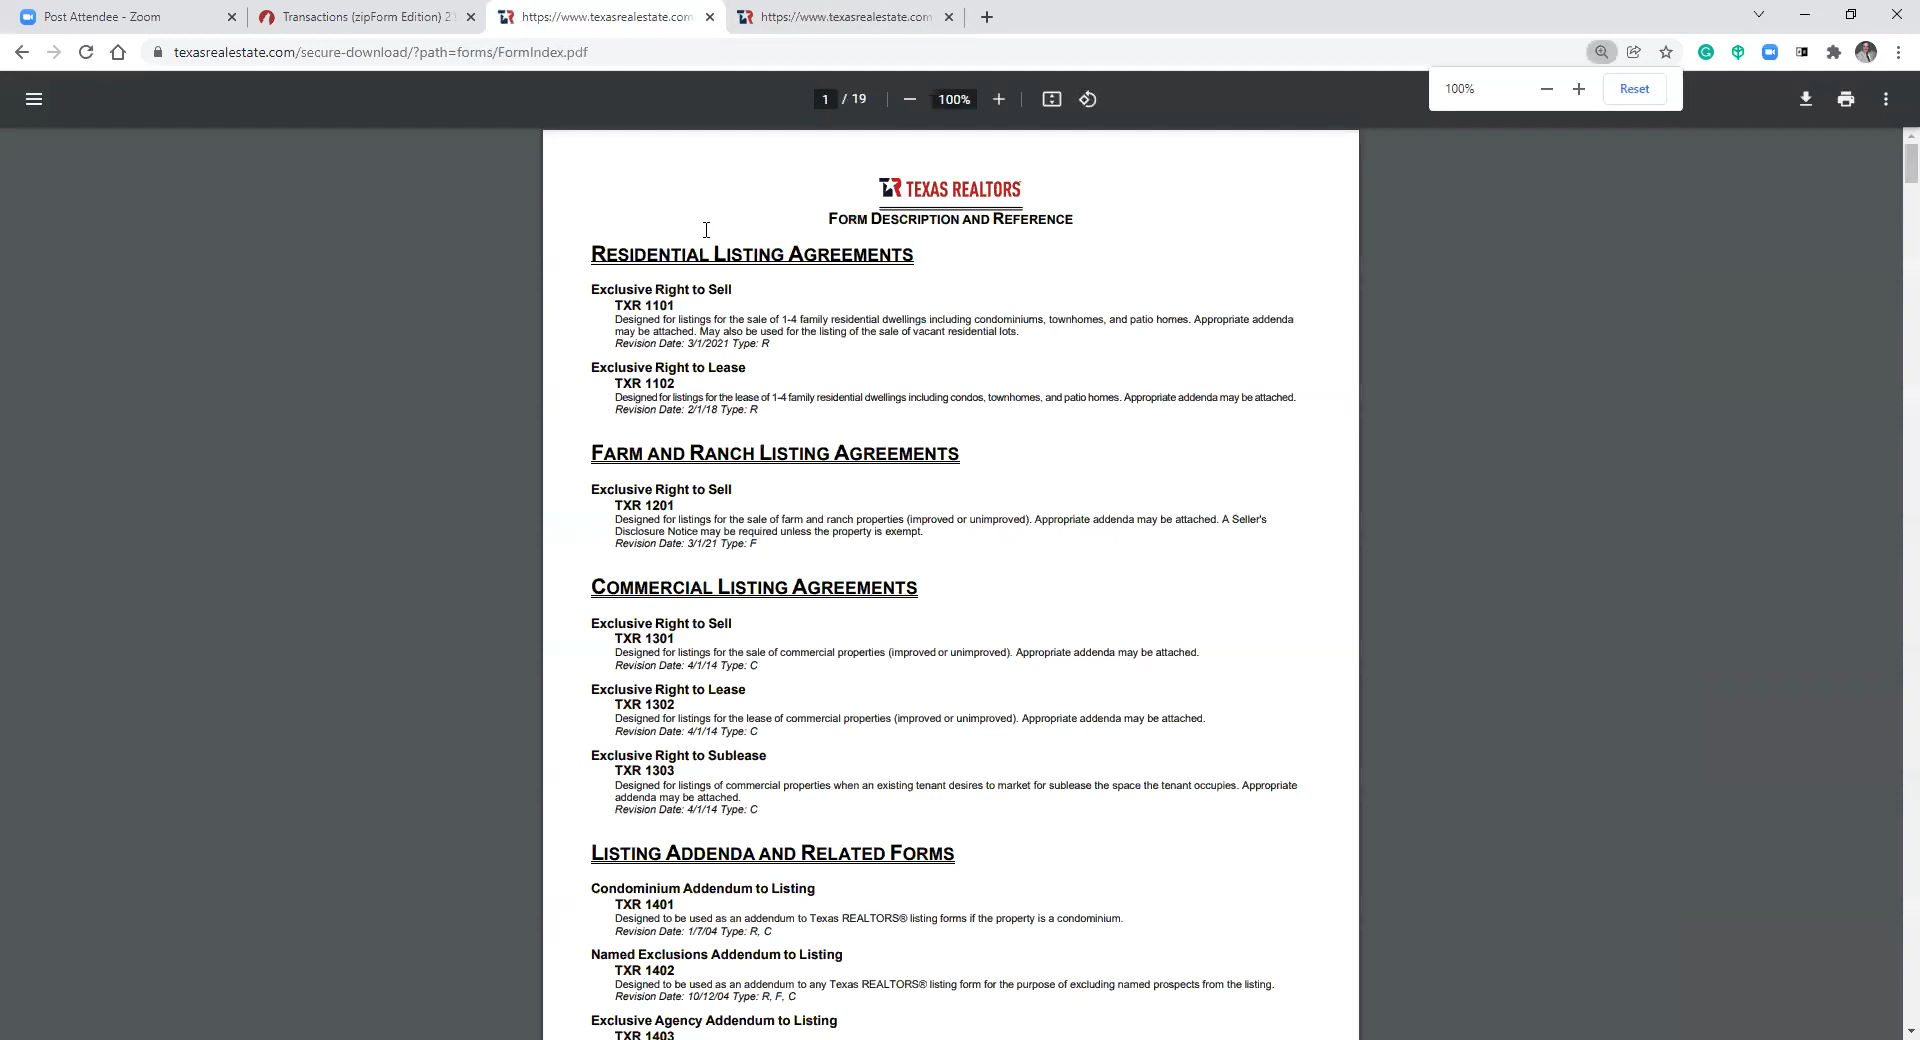 Post Attendee - Zoom
Transactions (zipForm Edition) 2
https://www.texasrealestate.com
https://www.texasrealestate.com
texasrealestate.com/secure-download/?path=forms/FormIndex.pdf
1 / 19
100%
100%
Reset
TEXAS REALTORS
FORM DESCRIPTION AND REFERENCE
RESIDENTIAL LISTING AGREEMENTS
Exclusive Right to Sell
TXR 1101
Designed for listings for the sale of 1-4 family residential dwellings including condominiums, townhomes, and patio homes. Appropriate addenda
may be attached. May also be used for the listing of the sale of vacant residential lots.
Revision Date: 3/1/2021 Type: R
Exclusive Right to Lease
TXR 1102
Designed for listings for the lease of 1-4 family residential dwellings including condos, townhomes, and patio homes. Appropriate addenda may be attached.
Revision Date: 2/1/18 Type: R
FARM AND RANCH LISTING AGREEMENTS
Exclusive Right to Sell
TXR 1201
Designed for listings for the sale of farm and ranch properties (improved or unimproved). Appropriate addenda may be attached. A Seller's
Disclosure Notice may be required unless the property is exempt.
Revision Date: 3/1/21 Type: F
COMMERCIAL LISTING AGREEMENTS
Exclusive Right to Sell
TXR 1301
Designed for listings for the sale of commercial properties (improved or unimproved). Appropriate addenda may be attached.
Revision Date: 4/1/14 Type: C
Exclusive Right to Lease
TXR 1302
Designed for listings for the lease of commercial properties (improved or unimproved). Appropriate addenda may be attached.
Revision Date: 4/1/14 Type: C
Exclusive Right to Sublease
TXR 1303
Designed for listings of commercial properties when an existing tenant desires to market for sublease the space the tenant occupies. Appropriate
addenda may be attached.
Revision Date: 4/1/14 Type: C
LISTING ADDENDA AND RELATED FORMS
Condominium Addendum to Listing
TXR 1401
Designed to be used as an addendum to Texas REALTORS® listing forms if the property is a condominium.
Revision Date: 1/7/04 Type: R, C
Named Exclusions Addendum to Listing
TXR 1402
Designed to be used as an addendum to any Texas REALTORS® listing form for the purpose of excluding named prospects from the listing.
Revision Date: 10/12/04 Type: R, F, C
Exclusive Agency Addendum to Listing
TXR 1403